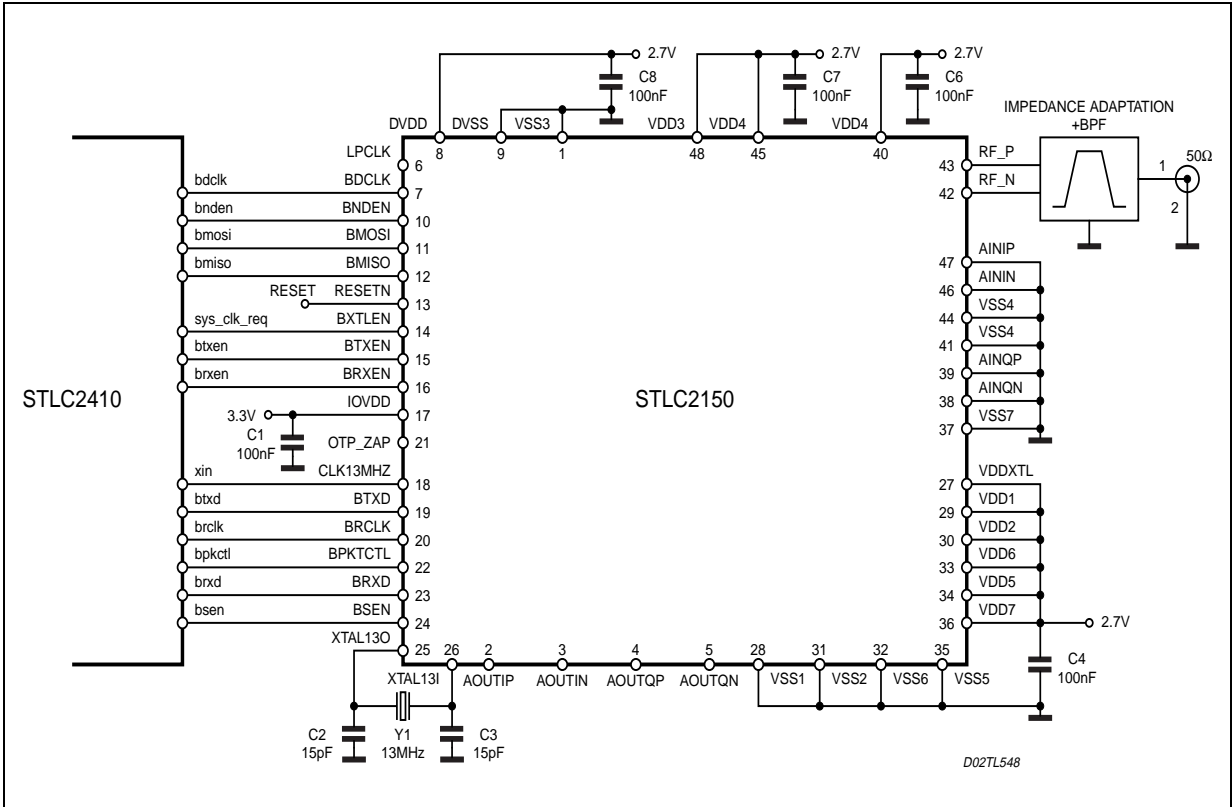 2.7V 2.7V 2.7V
C8 100nF
C7 100nF
C6 100nF
IMPEDANCE ADAPTATION
+BPF
DVDD DVSS VSS3 VDD3 VDD4 VDD4
8 9 1 48 45 40
LPCLK 6
bdclk BDCLK 7
bnden BNDEN 10
bmosi BMOSI 11
bmiso BMISO 12
RESET RESETN 13
sys_clk_req BXTLEN 14
btxen BTXEN 15
brxen BRXEN 16
IOVDD 17
3.3V
C1
100nF
OTP_ZAP 21
xin CLK13MHZ 18
btxd BTXD 19
brclk BRCLK 20
bpkctl BPKTCTL 22
brxd BRXD 23
bsen BSEN 24
XTAL13O 25
STLC2410
STLC2150
43 RF_P
42 RF_N
1 50Ω
2
47 AINIP
46 AININ
44 VSS4
41 VSS4
39 AINQP
38 AINQN
37 VSS7
27 VDDXTL
29 VDD1
30 VDD2
33 VDD6
34 VDD5
36 VDD7
2.7V
C4
100nF
26 2 3 4 5 28 31 32 35
XTAL13I AOUTIP AOUTIN AOUTQP AOUTQN VSS1 VSS2 VSS6 VSS5
C2
15pF
Y1
13MHz
C3
15pF
D02TL548